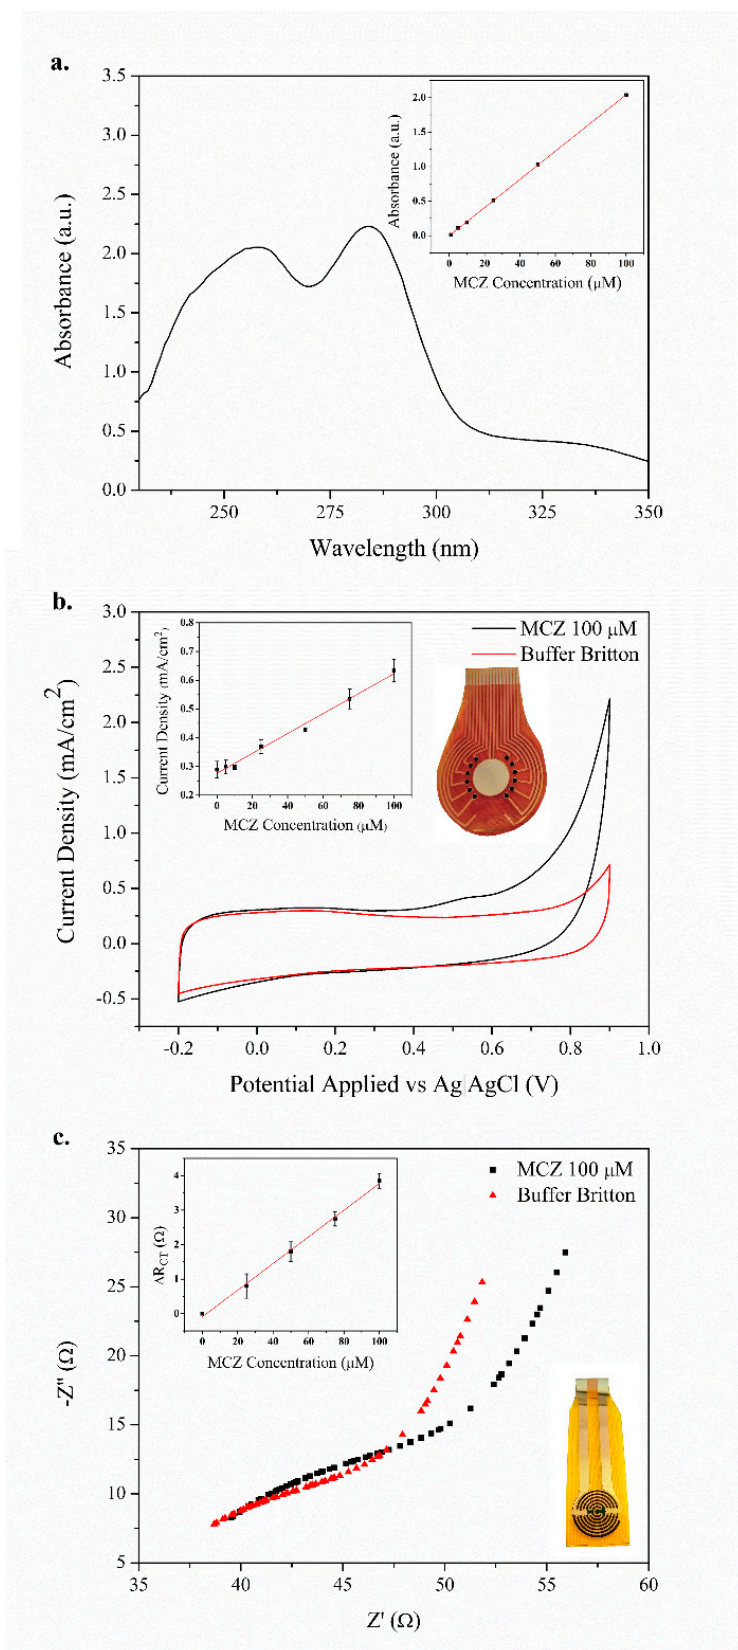 a.
3.5
3.0
2.5
2.0
1.5
1.0
0.5
0.0
Absorbance (a.u.)
250 275 300 325 350
Wavelength (nm)
2.0
1.5
1.0
0.5
0.0
Absorbance (a.u.)
0 20 40 60 80 100
MCZ Concentration (μM)
b.
3.0
2.5
2.0
1.5
1.0
0.5
0.0
-0.5
Current Density (mA/cm²)
-0.2 0.0 0.2 0.4 0.6 0.8 1.0
Potential Applied vs Ag|AgCl (V)
MCZ 100 μM
Buffer Britton
0.8
0.7
0.6
0.5
0.4
0.3
0.2
Current Density (mA/cm²)
0 20 40 60 80 100
MCZ Concentration (μM)
c.
35
30
25
20
15
10
5
-Z" (Ω)
35 40 45 50 55 60
Z' (Ω)
MCZ 100 μM
Buffer Britton
4
3
2
1
0
ΔRCT (Ω)
0 20 40 60 80 100
MCZ Concentration (μM)